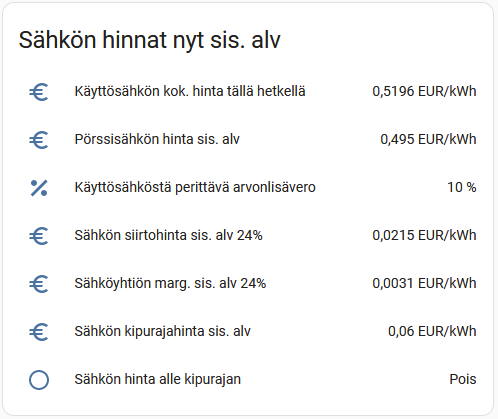 Sähkön hinnat nyt sis. alv
Käyttösähkön kok. hinta tällä hetkellä 0,5196 EUR/kWh
Pörssisähkön hinta sis. alv 0,495 EUR/kWh
Käyttösähköstä perittävä arvonlisävero 10 %
Sähkön siirtohinta sis. alv 24% 0,0215 EUR/kWh
Sähköyhtiön marg. sis. alv 24% 0,0031 EUR/kWh
Sähkön kipurajahinta sis. alv 0,06 EUR/kWh
Sähkön hinta alle kipurajan Pois